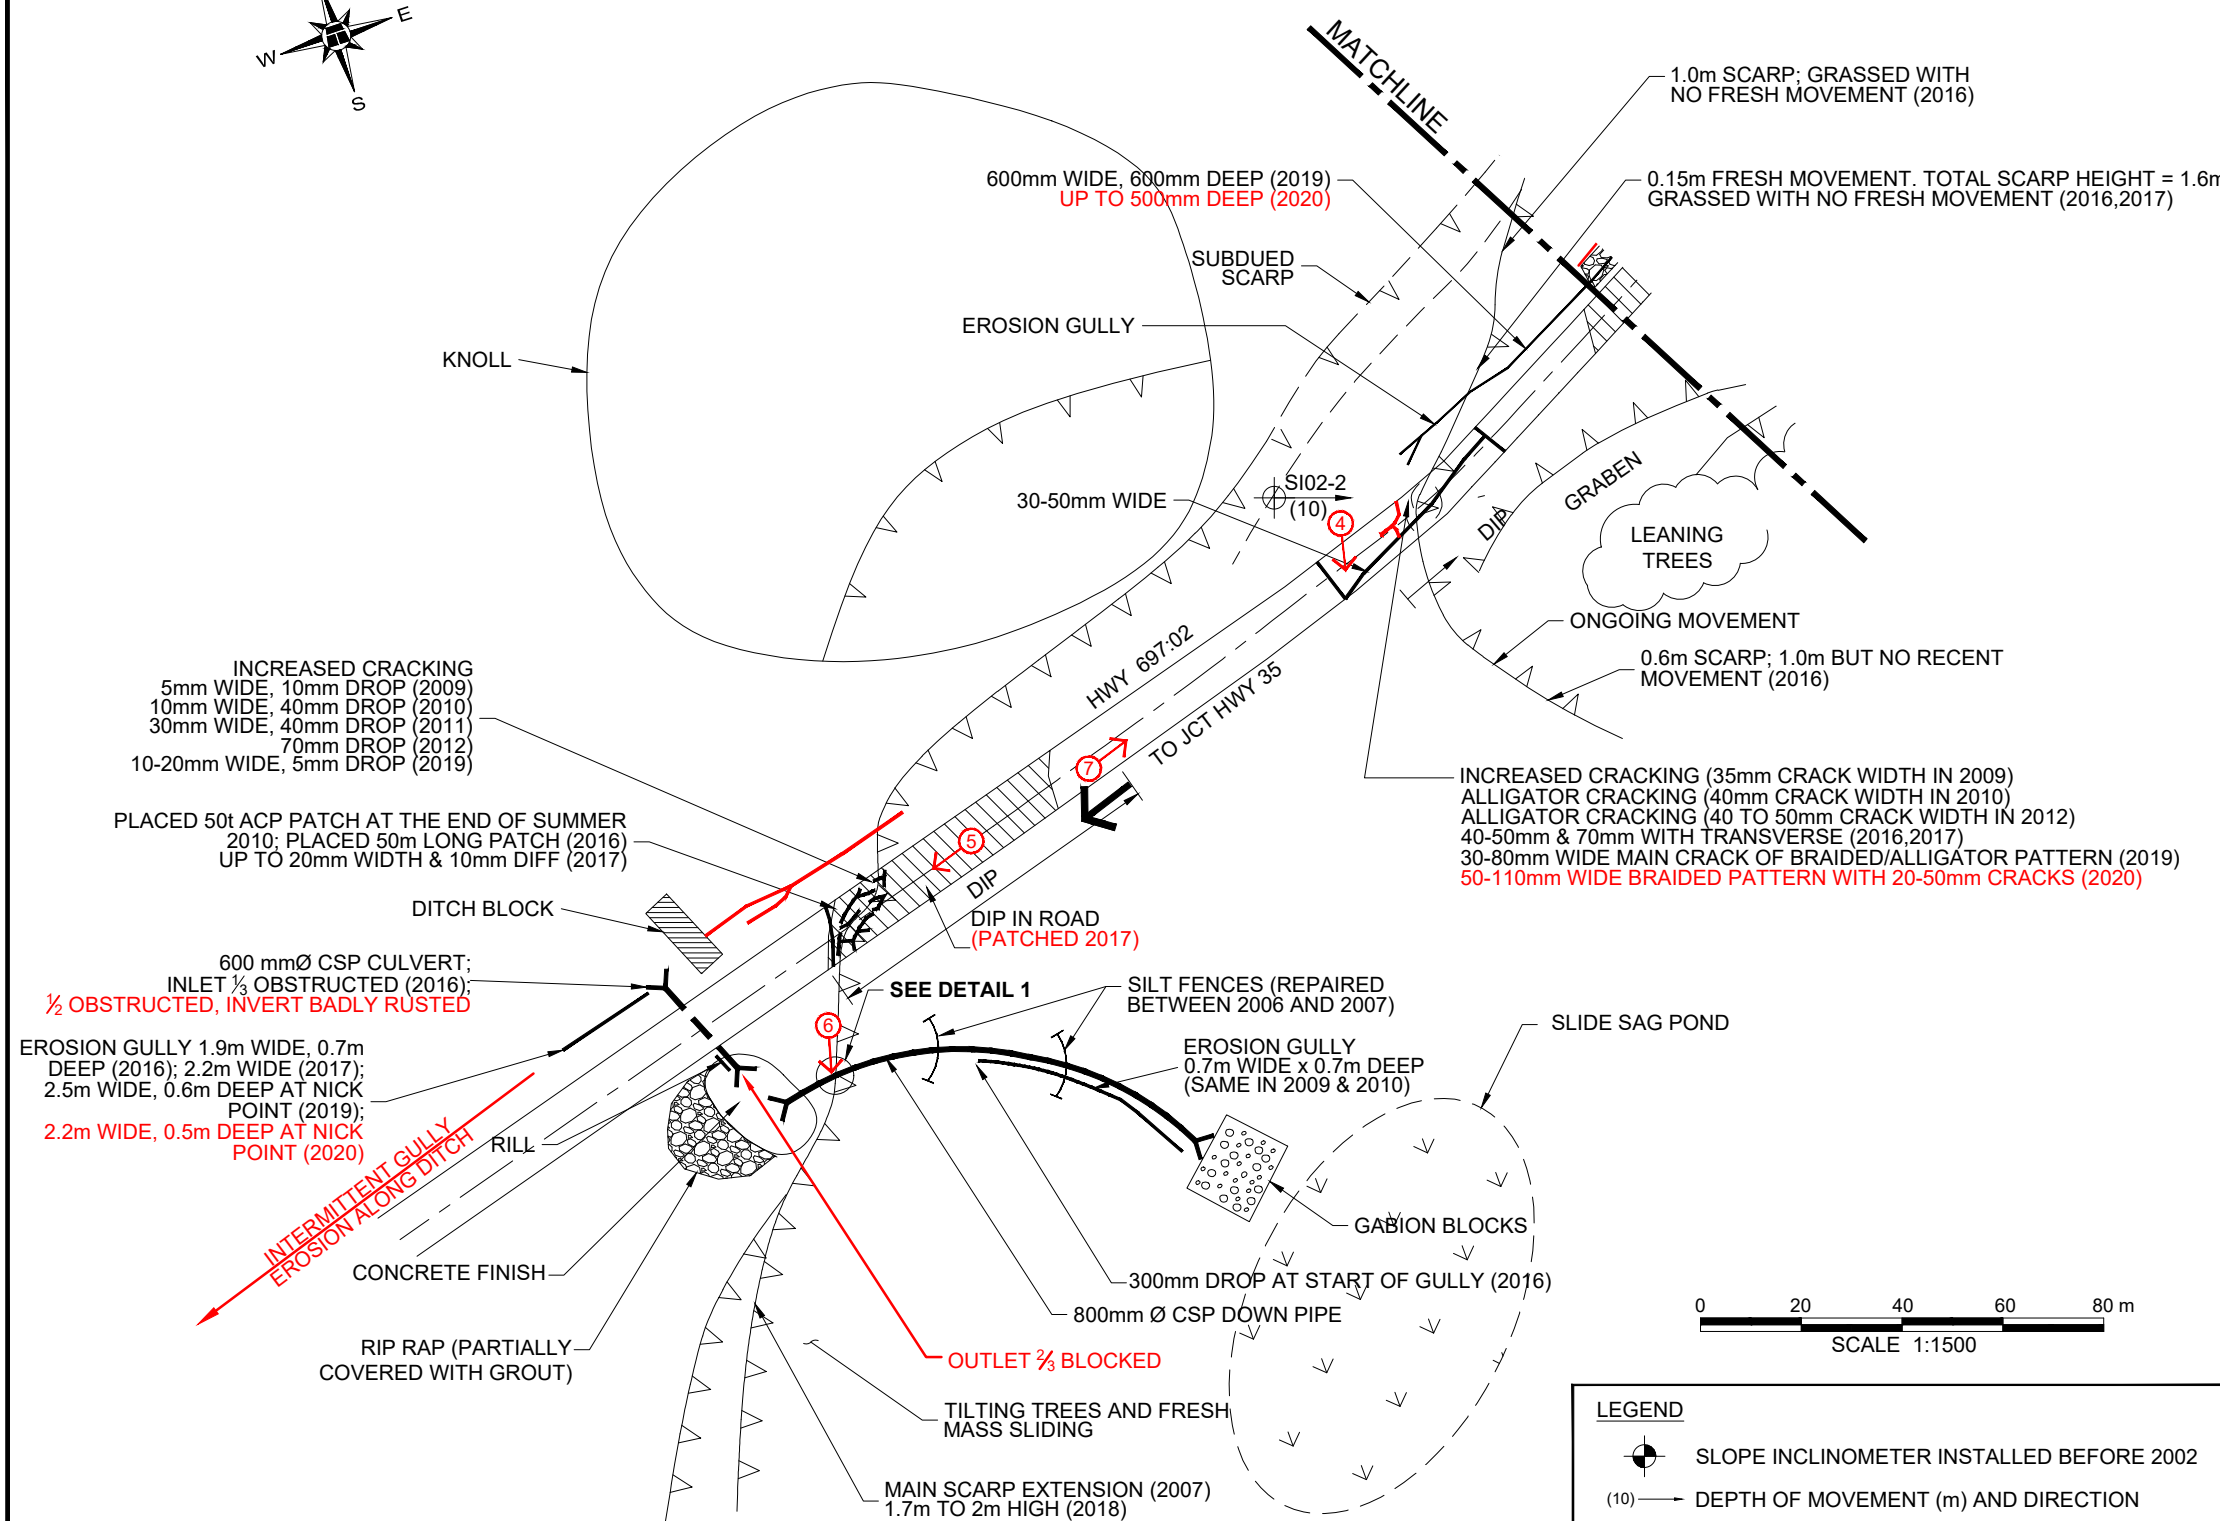 E
W
S
MATCHLINE
1.0m SCARP; GRASSED WITH
NO FRESH MOVEMENT (2016)
600mm WIDE, 600mm DEEP (2019)
UP TO 500mm DEEP (2020)
0.15m FRESH MOVEMENT. TOTAL SCARP HEIGHT = 1.6m
GRASSED WITH NO FRESH MOVEMENT (2016,2017)
SUBDUED
SCARP
EROSION GULLY
KNOLL
30-50mm WIDE
SI02-2
(10)
4
DIP
GRABEN
LEANING
TREES
ONGOING MOVEMENT
0.6m SCARP; 1.0m BUT NO RECENT
MOVEMENT (2016)
HWY 697:02
TO JCT HWY 35
INCREASED CRACKING
5mm WIDE, 10mm DROP (2009)
10mm WIDE, 40mm DROP (2010)
30mm WIDE, 40mm DROP (2011)
70mm DROP (2012)
10-20mm WIDE, 5mm DROP (2019)
INCREASED CRACKING (35mm CRACK WIDTH IN 2009)
ALLIGATOR CRACKING (40mm CRACK WIDTH IN 2010)
ALLIGATOR CRACKING (40 TO 50mm CRACK WIDTH IN 2012)
40-50mm & 70mm WITH TRANSVERSE (2016,2017)
30-80mm WIDE MAIN CRACK OF BRAIDED/ALLIGATOR PATTERN (2019)
50-110mm WIDE BRAIDED PATTERN WITH 20-50mm CRACKS (2020)
PLACED 50t ACP PATCH AT THE END OF SUMMER
2010; PLACED 50m LONG PATCH (2016)
UP TO 20mm WIDTH & 10mm DIFF (2017)
7
5
DIP
DITCH BLOCK
DIP IN ROAD
(PATCHED 2017)
600 mmØ CSP CULVERT;
INLET ⅓ OBSTRUCTED (2016);
½ OBSTRUCTED, INVERT BADLY RUSTED
SEE DETAIL 1
6
SILT FENCES (REPAIRED
BETWEEN 2006 AND 2007)
SLIDE SAG POND
EROSION GULLY 1.9m WIDE, 0.7m
DEEP (2016); 2.2m WIDE (2017);
2.5m WIDE, 0.6m DEEP AT NICK
POINT (2019);
2.2m WIDE, 0.5m DEEP AT NICK
POINT (2020)
EROSION GULLY
0.7m WIDE x 0.7m DEEP
(SAME IN 2009 & 2010)
RILL
INTERMITTENT GULLY
EROSION ALONG DITCH
GABION BLOCKS
CONCRETE FINISH
300mm DROP AT START OF GULLY (2016)
800mm Ø CSP DOWN PIPE
RIP RAP (PARTIALLY
COVERED WITH GROUT)
OUTLET ⅔ BLOCKED
0 20 40 60 80 m
SCALE 1:1500
TILTING TREES AND FRESH
MASS SLIDING
MAIN SCARP EXTENSION (2007)
1.7m TO 2m HIGH (2018)
LEGEND
SLOPE INCLINOMETER INSTALLED BEFORE 2002
(10) DEPTH OF MOVEMENT (m) AND DIRECTION